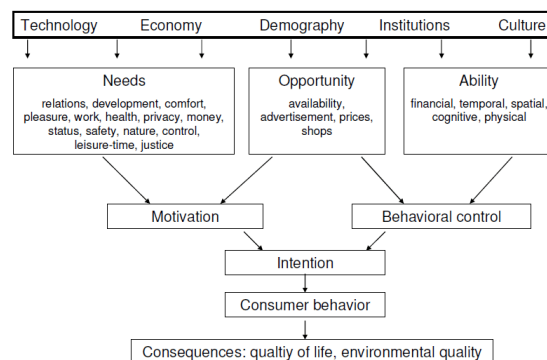 Technology Economy Demography Institutions Culture
Needs
relations, development, comfort,
pleasure, work, health, privacy, money,
status, safety, nature, control,
leisure-time, justice
Opportunity
availability,
advertisement, prices,
shops
Ability
financial, temporal, spatial,
cognitive, physical
Motivation
Behavioral control
Intention
Consumer behavior
Consequences: qualtiy of life, environmental quality